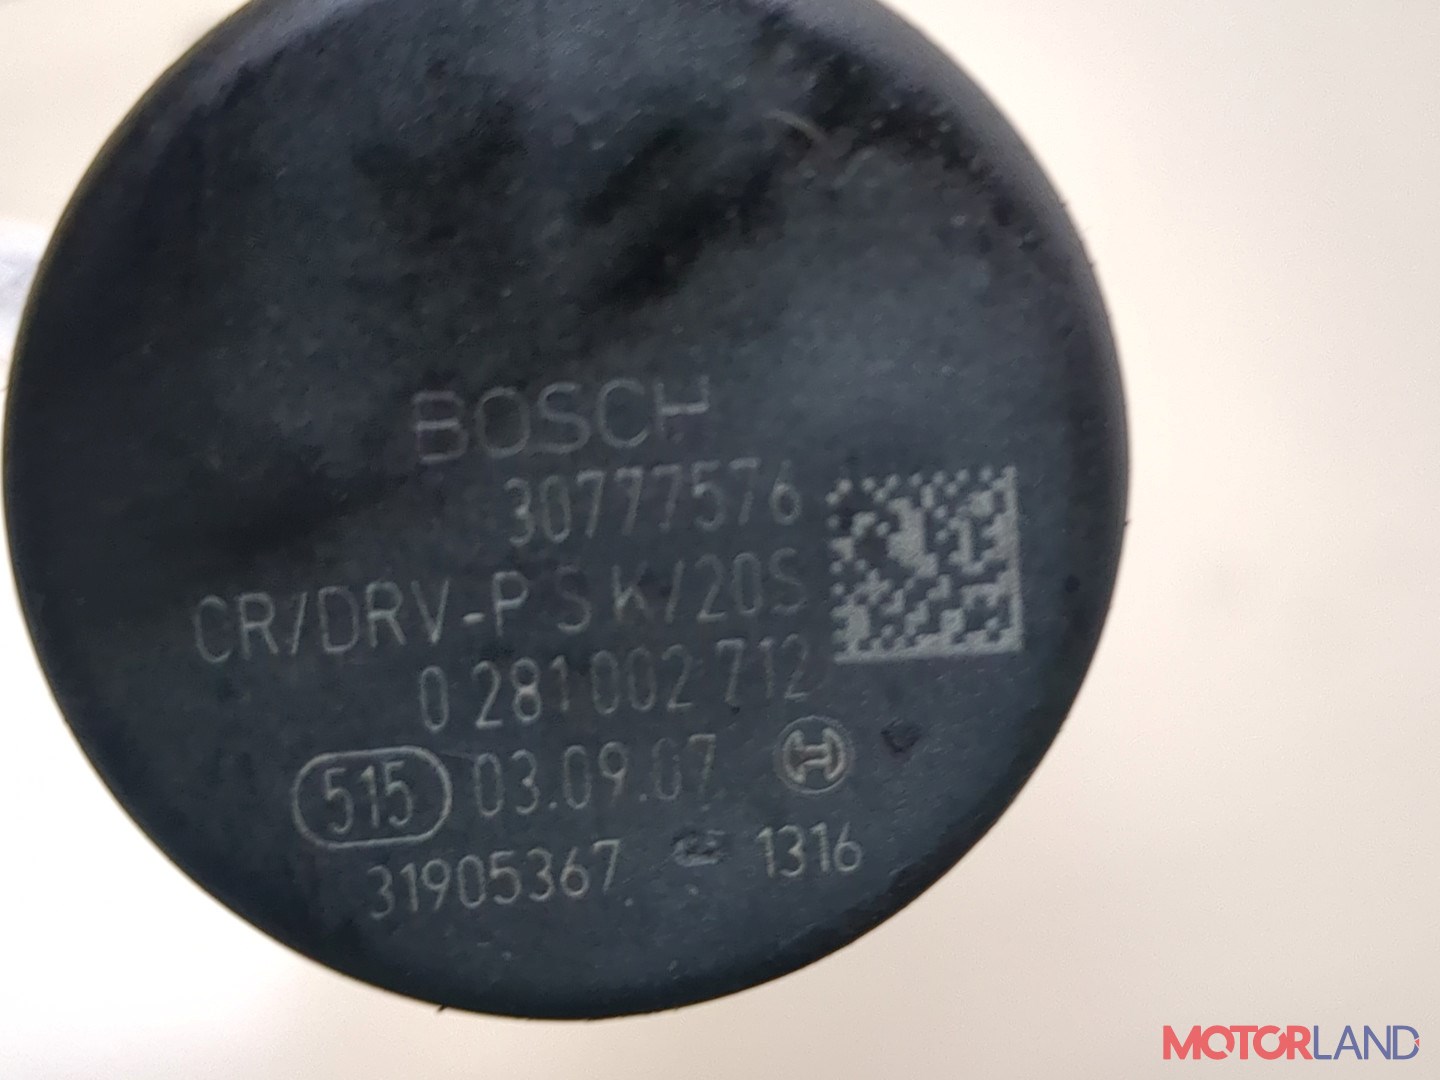 BOSCH
30777576
CR/DRV-P S K/20S
0 281 002 712
515 03.09.07
31905367 1316
MOTORLAND